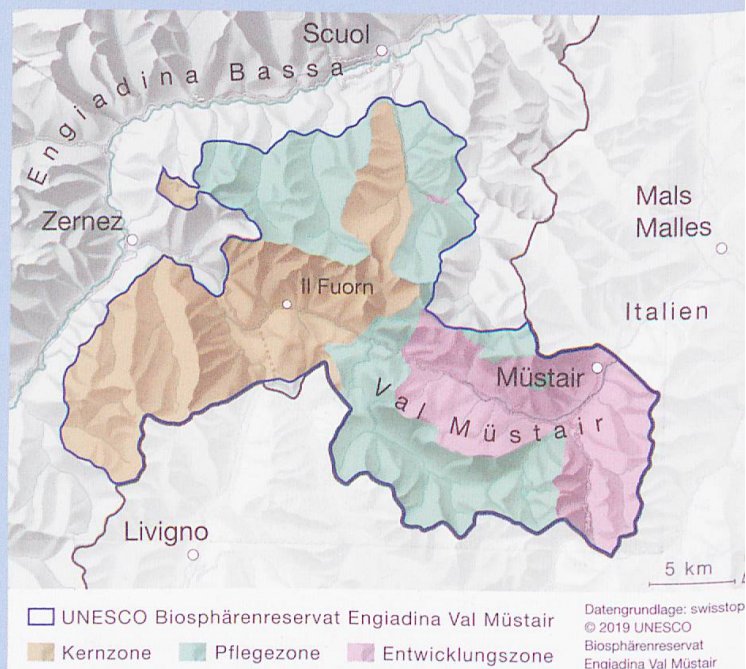 Scuol
Engiadina Bassa
Zernez
Mals
Malles
Il Fuorn
Italien
Müstair
Val Müstair
Livigno
5 km
UNESCO Biosphärenreservat Engiadina Val Müstair
Kernzone
Pflegezone
Entwicklungszone
Datengrundlage: swisstop
© 2019 UNESCO
Biosphärenreservat
Engiadina Val Müstair